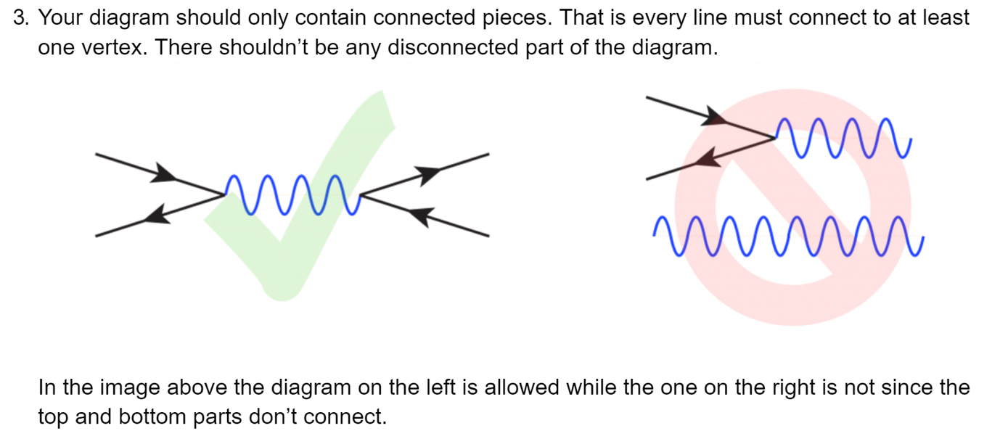 3. Your diagram should only contain connected pieces. That is every line must connect to at least
one vertex. There shouldn’t be any disconnected part of the diagram.
In the image above the diagram on the left is allowed while the one on the right is not since the
top and bottom parts don’t connect.